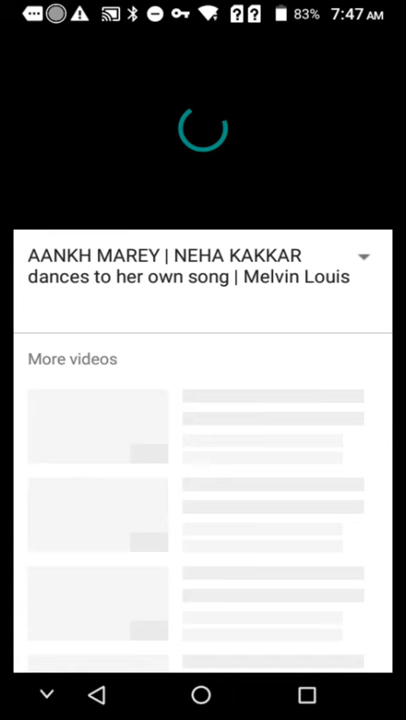 83% 7:47 AM
AANKH MAREY | NEHA KAKKAR
dances to her own song | Melvin Louis
More videos